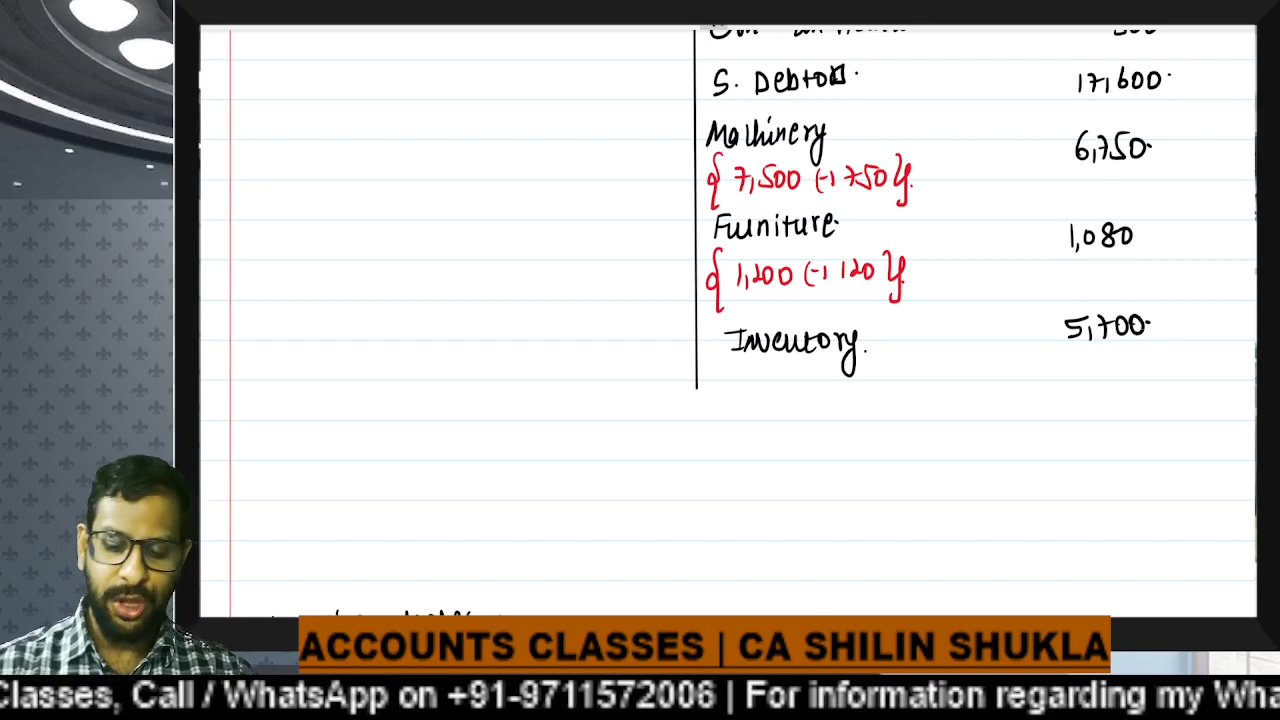 S. Debtors. 17,600.
Machinery 6,750.
{ 7,500 (-) 750 }.
Furniture. 1,080
{ 1,200 (-) 120 }.
Inventory. 5,700.
ACCOUNTS CLASSES | CA SHILIN SHUKLA
Classes, Call / WhatsApp on +91-9711572006 | For information regarding my Wha